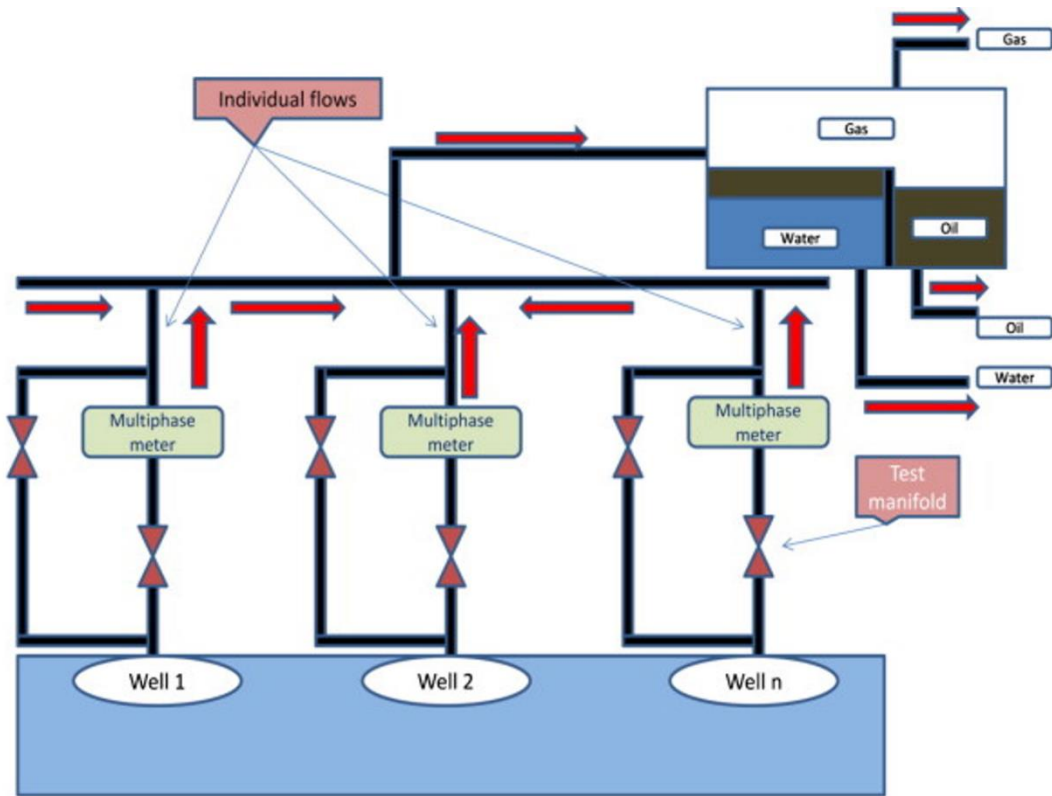 Gas
Individual flows
Gas
Water
Oil
Oil
Water
Multiphase
meter
Multiphase
meter
Multiphase
meter
Test
manifold
Well 1
Well 2
Well n